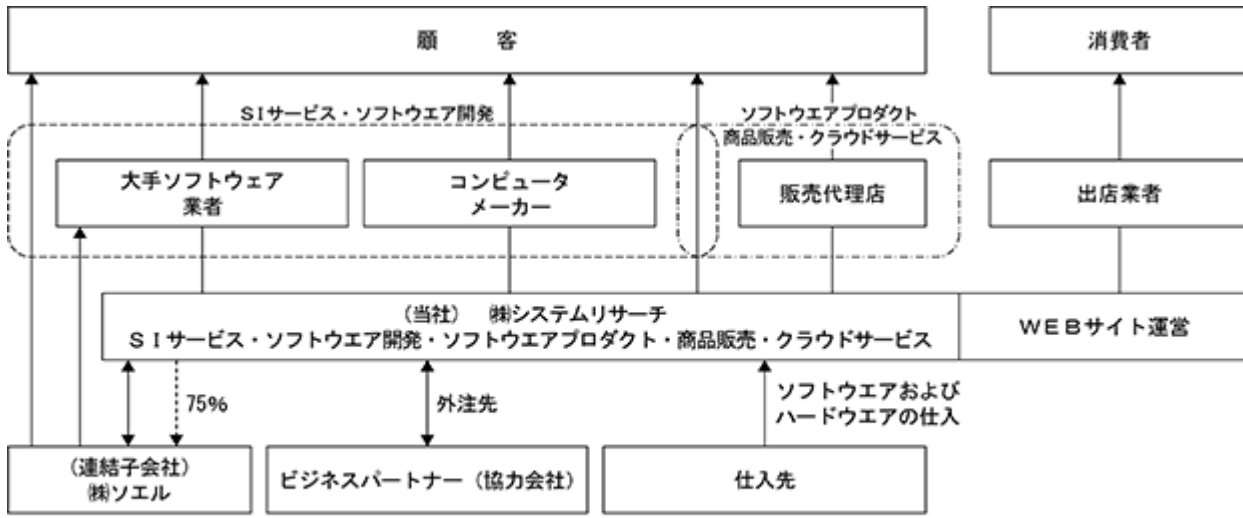 顧　　客
消費者
ＳＩサービス・ソフトウエア開発
ソフトウエアプロダクト
商品販売・クラウドサービス
大手ソフトウェア
業者
コンピュータ
メーカー
販売代理店
出店業者
（当社）　㈱システムリサーチ
ＳＩサービス・ソフトウエア開発・ソフトウエアプロダクト・商品販売・クラウドサービス
ＷＥＢサイト運営
75％
外注先
ソフトウエアおよび
ハードウエアの仕入
（連結子会社）
㈱ソエル
ビジネスパートナー（協力会社）
仕入先